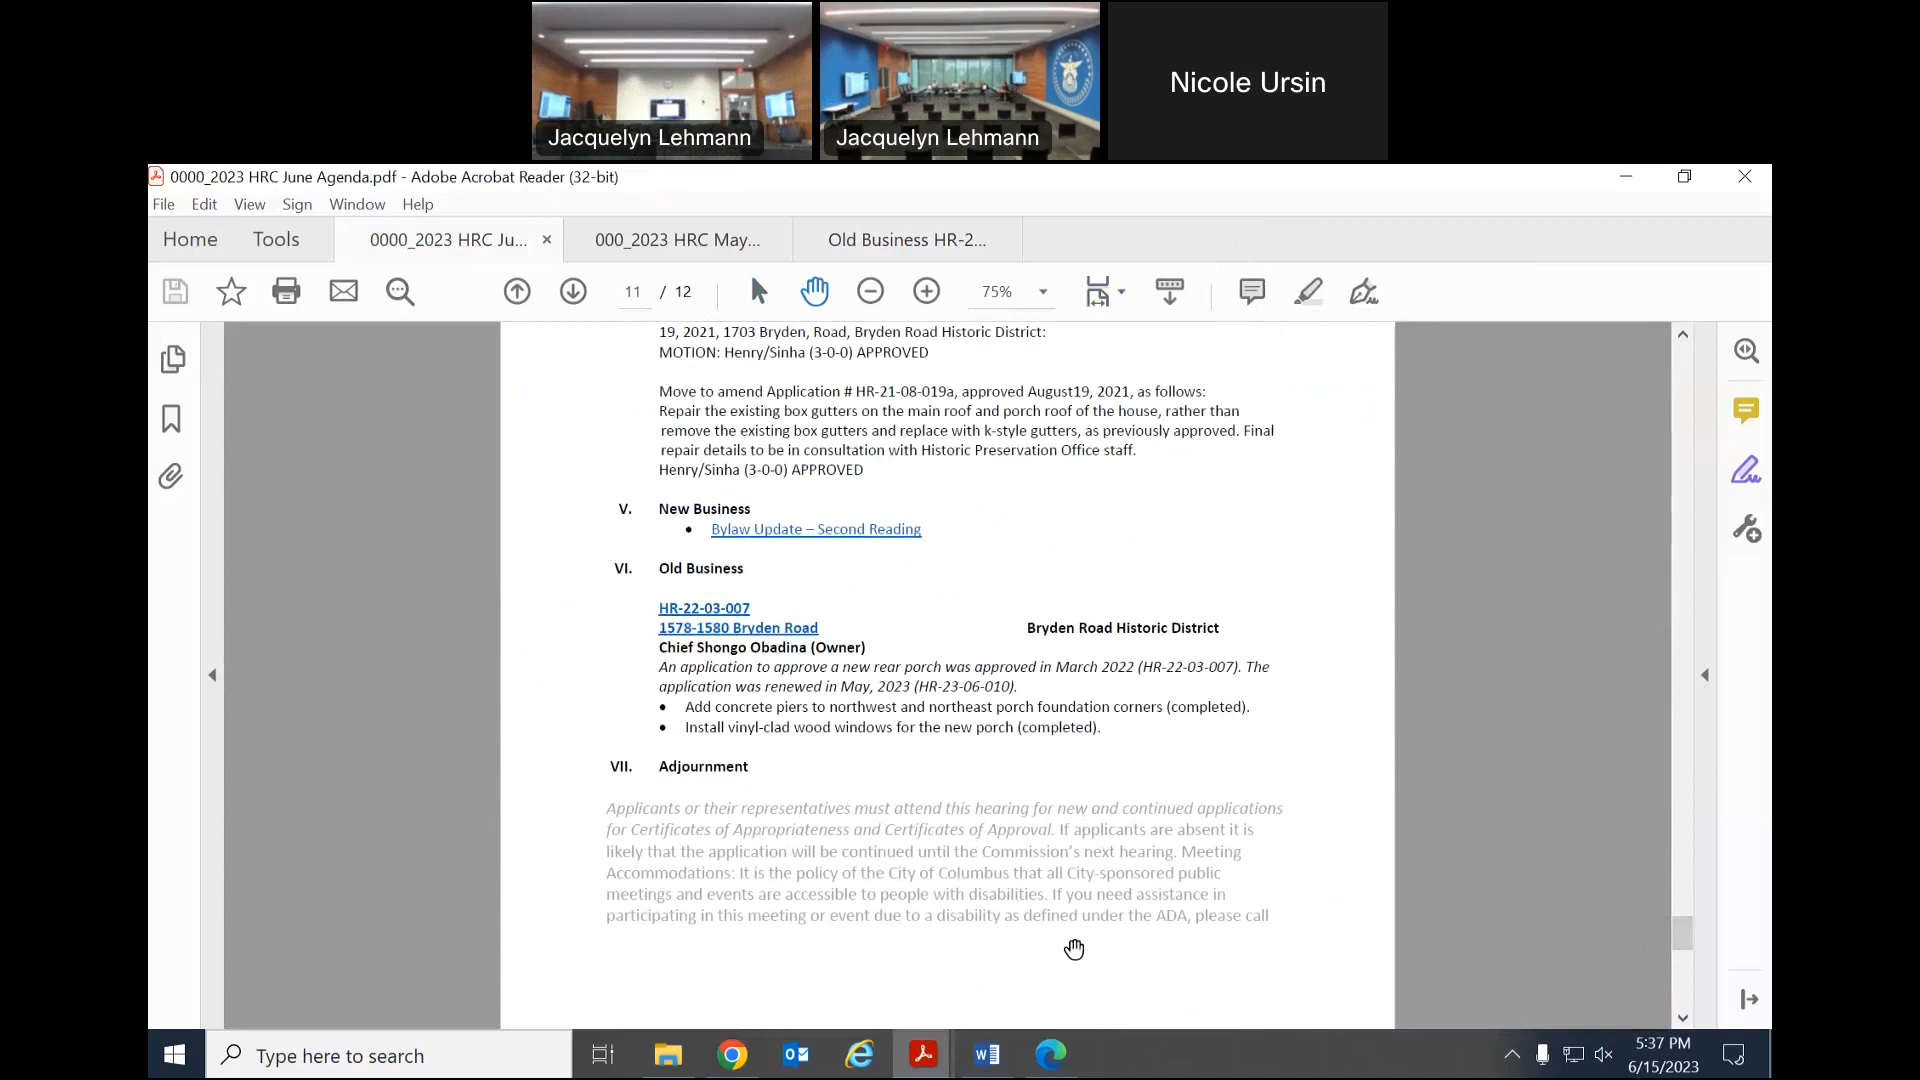 Jacquelyn Lehmann
Jacquelyn Lehmann
Nicole Ursin
0000_2023 HRC June Agenda.pdf - Adobe Acrobat Reader (32-bit)
File Edit View Sign Window Help
Home Tools 0000_2023 HRC Ju... × 000_2023 HRC May... Old Business HR-2...
11 / 12 75%
19, 2021, 1703 Bryden, Road, Bryden Road Historic District:
MOTION: Henry/Sinha (3-0-0) APPROVED
Move to amend Application # HR-21-08-019a, approved August19, 2021, as follows:
Repair the existing box gutters on the main roof and porch roof of the house, rather than
remove the existing box gutters and replace with k-style gutters, as previously approved. Final
repair details to be in consultation with Historic Preservation Office staff.
Henry/Sinha (3-0-0) APPROVED
V. New Business
• Bylaw Update – Second Reading
VI. Old Business
HR-22-03-007
1578-1580 Bryden Road Bryden Road Historic District
Chief Shongo Obadina (Owner)
An application to approve a new rear porch was approved in March 2022 (HR-22-03-007). The
application was renewed in May, 2023 (HR-23-06-010).
• Add concrete piers to northwest and northeast porch foundation corners (completed).
• Install vinyl-clad wood windows for the new porch (completed).
VII. Adjournment
Applicants or their representatives must attend this hearing for new and continued applications
for Certificates of Appropriateness and Certificates of Approval. If applicants are absent it is
likely that the application will be continued until the Commission's next hearing. Meeting
Accommodations: It is the policy of the City of Columbus that all City-sponsored public
meetings and events are accessible to people with disabilities. If you need assistance in
participating in this meeting or event due to a disability as defined under the ADA, please call
Type here to search
5:37 PM
6/15/2023